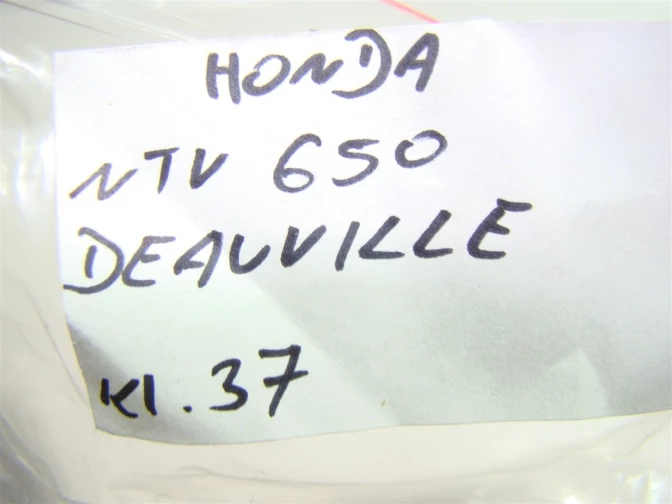 HONDA
NTV 650
DEAUVILLE
Kl. 37